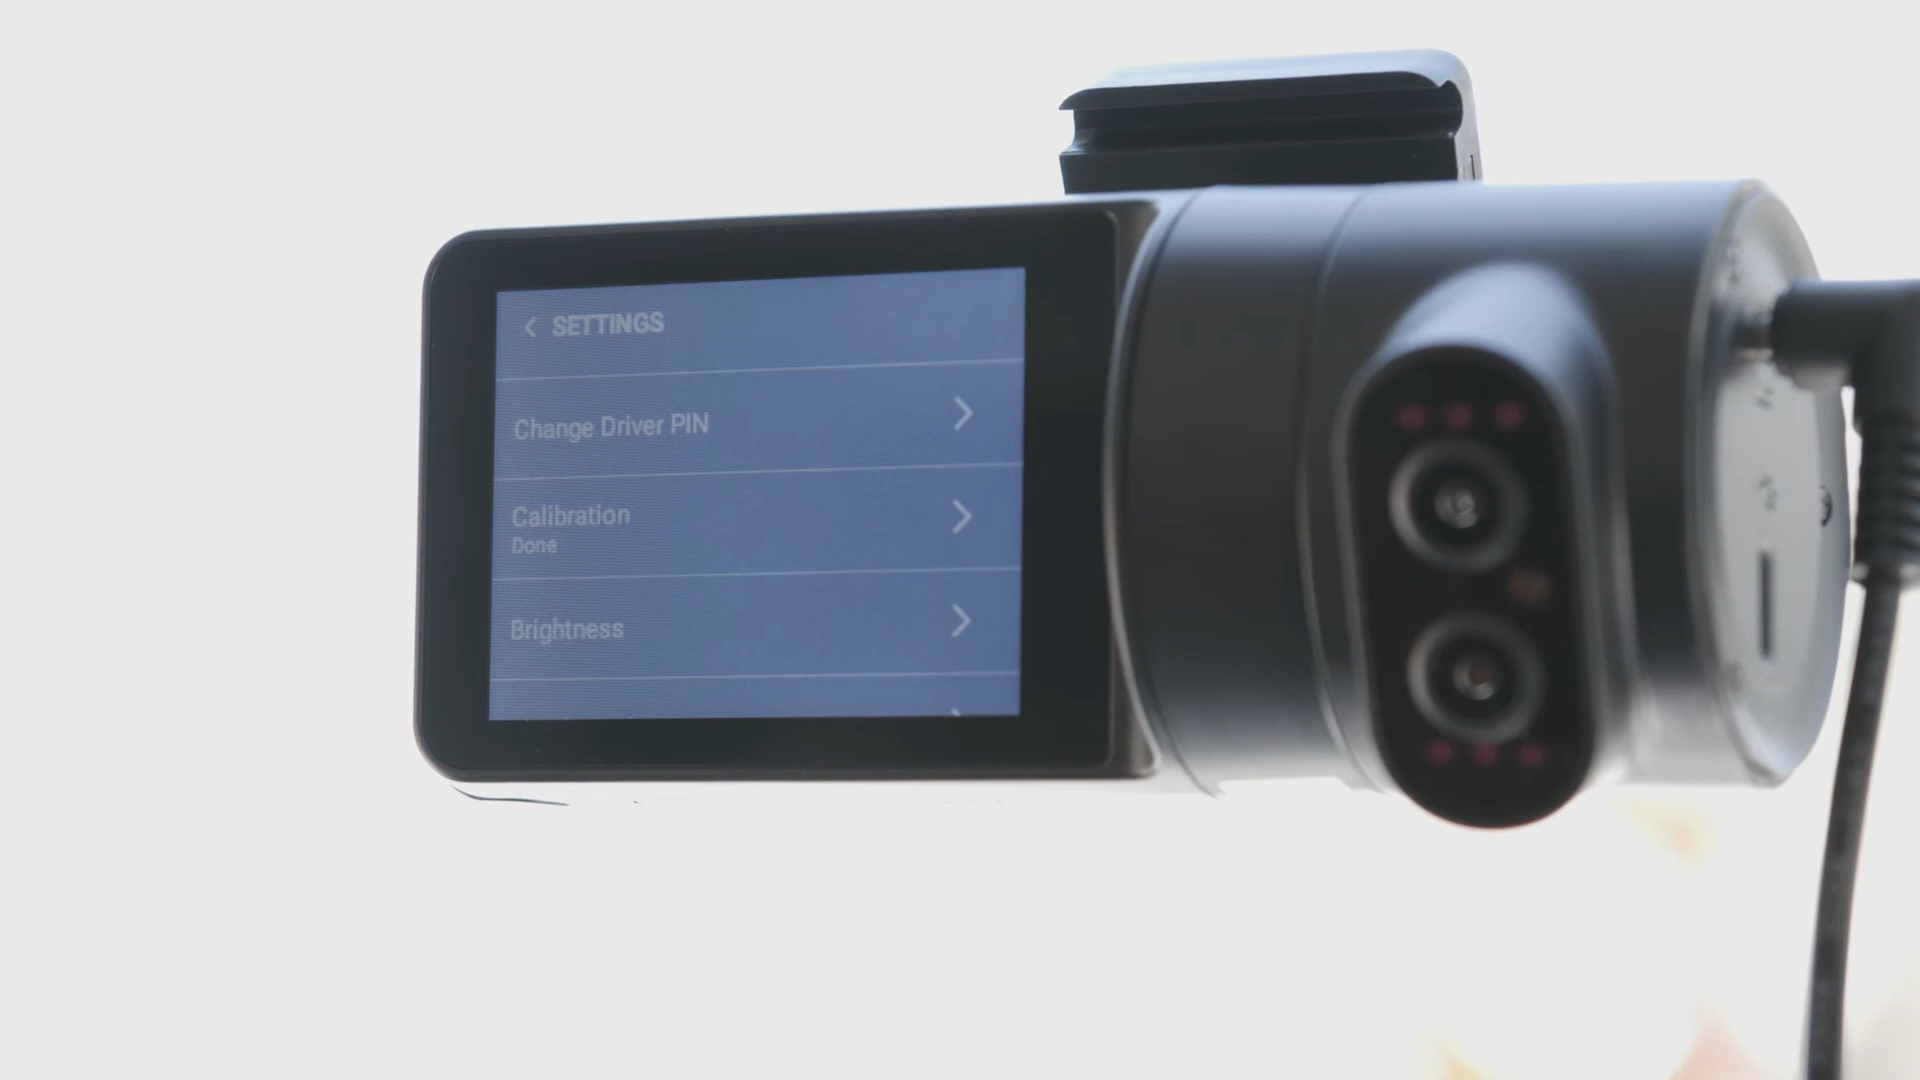 SETTINGS
Change Driver PIN
Calibration
Done
Brightness